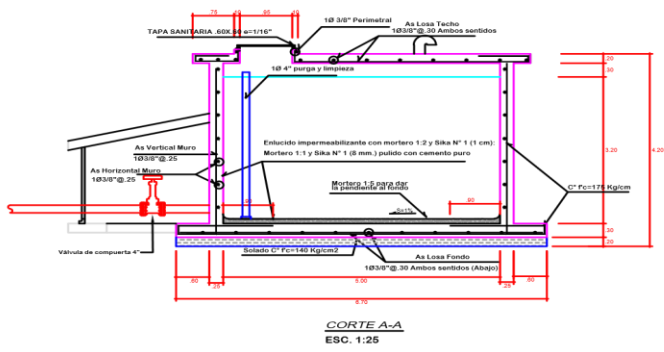 .75
.10
.65
.10
TAPA SANITARIA .60X.60 e=1/16"
1Ø 3/8" Perimetral
As Losa Techo
1Ø3/8"@.30 Ambos sentidos
1Ø 4" purga y limpieza
.20
.30
3.20
4.20
As Vertical Muro
1Ø3/8"@.25
As Horizontal Muro
1Ø3/8"@.25
Enlucido impermeabilizante con mortero 1:2 y Sika N° 1 (1 cm):
Mortero 1:1 y Sika N° 1 (8 mm.) pulido con cemento puro
Mortero 1:5 para dar
la pendiente al fondo
.90
C° f'c=175 Kg/cm
S=1%
Válvula de compuerta 4"
Solado C° f'c=140 Kg/cm2
As Losa Fondo
1Ø3/8"@.30 Ambos sentidos (Abajo)
.30
.20
.60
.25
5.00
.25
.60
6.70
CORTE A-A
ESC. 1:25